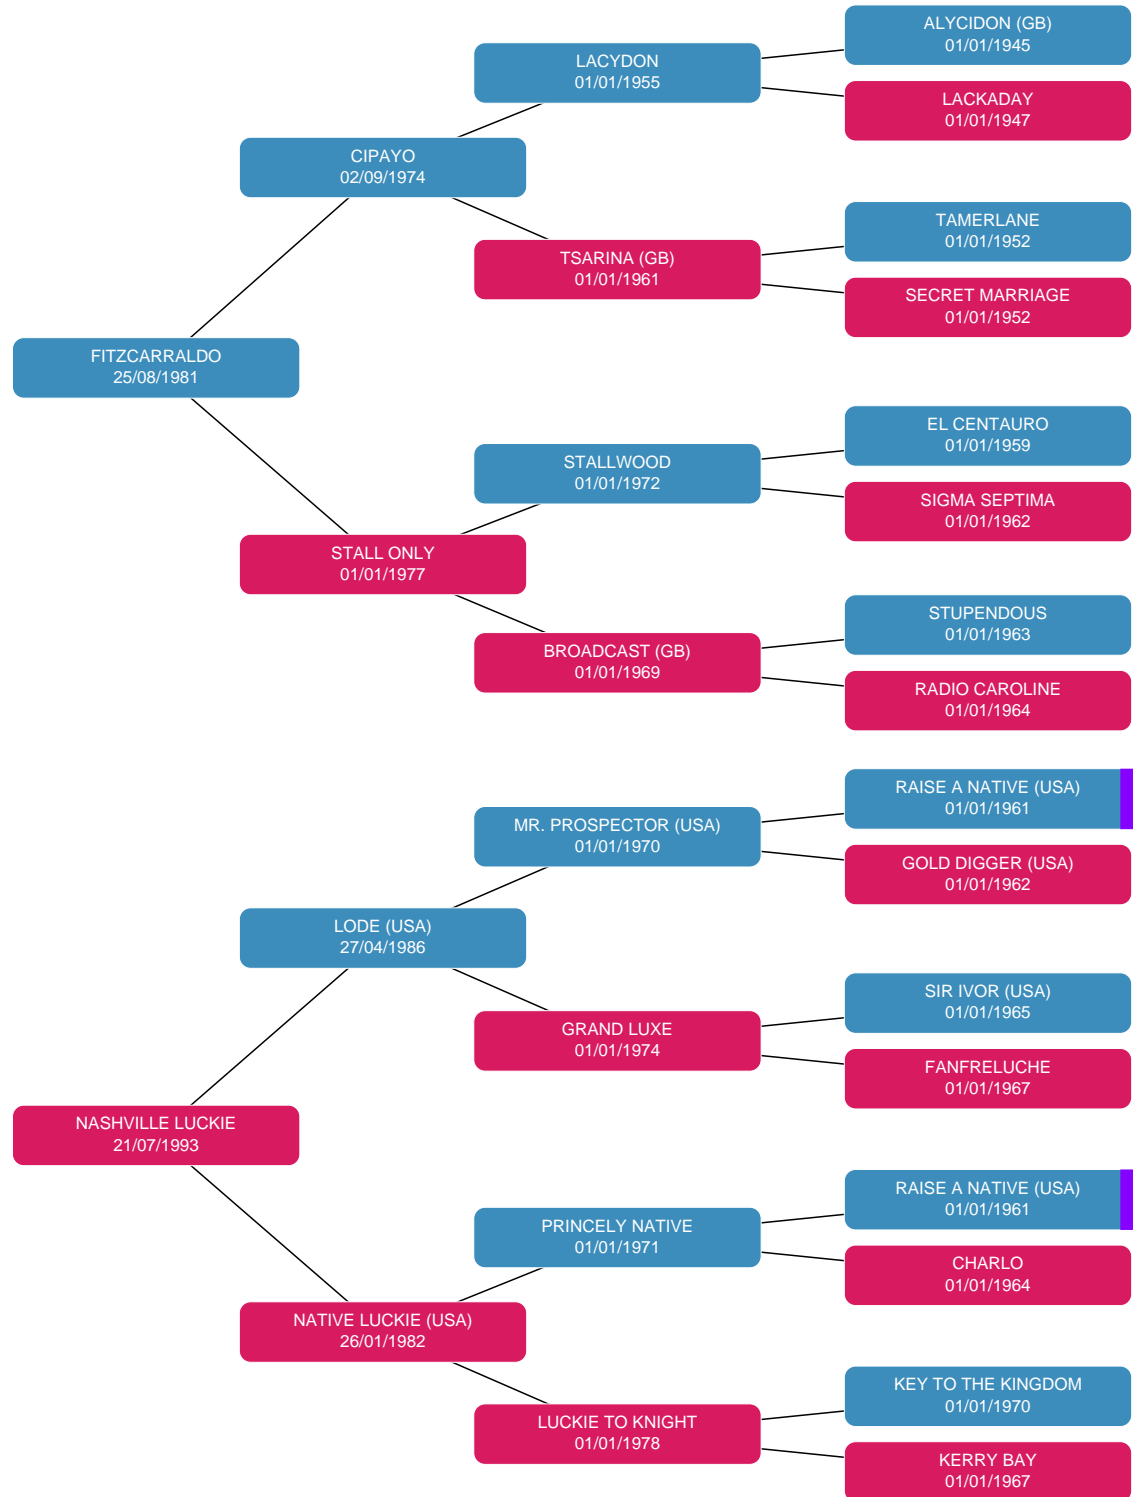 ALYCIDON (GB)
01/01/1945
LACYDON
01/01/1955
LACKADAY
01/01/1947
CIPAYO
02/09/1974
TAMERLANE
01/01/1952
TSARINA (GB)
01/01/1961
SECRET MARRIAGE
01/01/1952
FITZCARRALDO
25/08/1981
EL CENTAURO
01/01/1959
STALLWOOD
01/01/1972
SIGMA SEPTIMA
01/01/1962
STALL ONLY
01/01/1977
STUPENDOUS
01/01/1963
BROADCAST (GB)
01/01/1969
RADIO CAROLINE
01/01/1964
RAISE A NATIVE (USA)
01/01/1961
MR. PROSPECTOR (USA)
01/01/1970
GOLD DIGGER (USA)
01/01/1962
LODE (USA)
27/04/1986
SIR IVOR (USA)
01/01/1965
GRAND LUXE
01/01/1974
FANFRELUCHE
01/01/1967
NASHVILLE LUCKIE
21/07/1993
RAISE A NATIVE (USA)
01/01/1961
PRINCELY NATIVE
01/01/1971
CHARLO
01/01/1964
NATIVE LUCKIE (USA)
26/01/1982
KEY TO THE KINGDOM
01/01/1970
LUCKIE TO KNIGHT
01/01/1978
KERRY BAY
01/01/1967